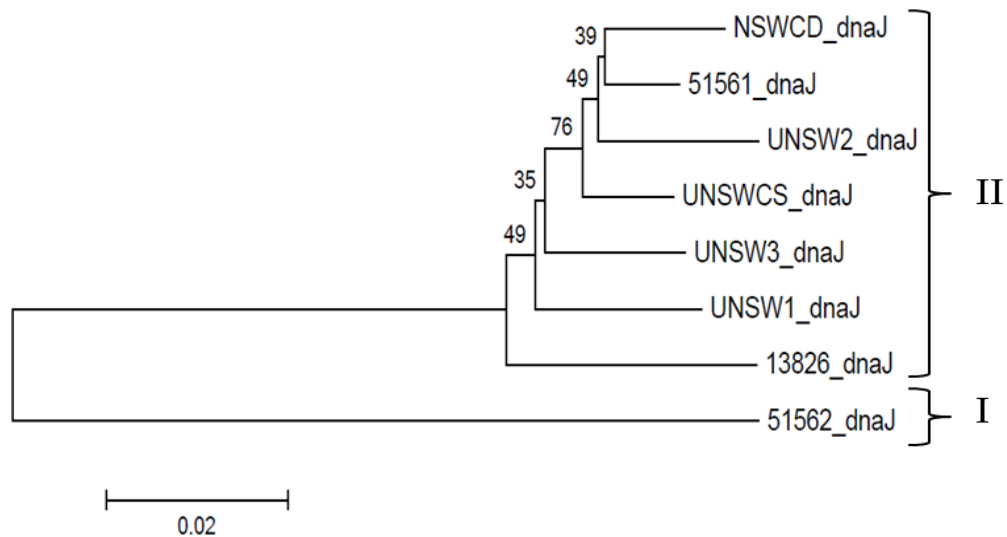 NSWCD_dnaJ
39
51561_dnaJ
49
UNSW2_dnaJ
76
UNSWCS_dnaJ
II
35
UNSW3_dnaJ
49
UNSW1_dnaJ
13826_dnaJ
51562_dnaJ
I
0.02